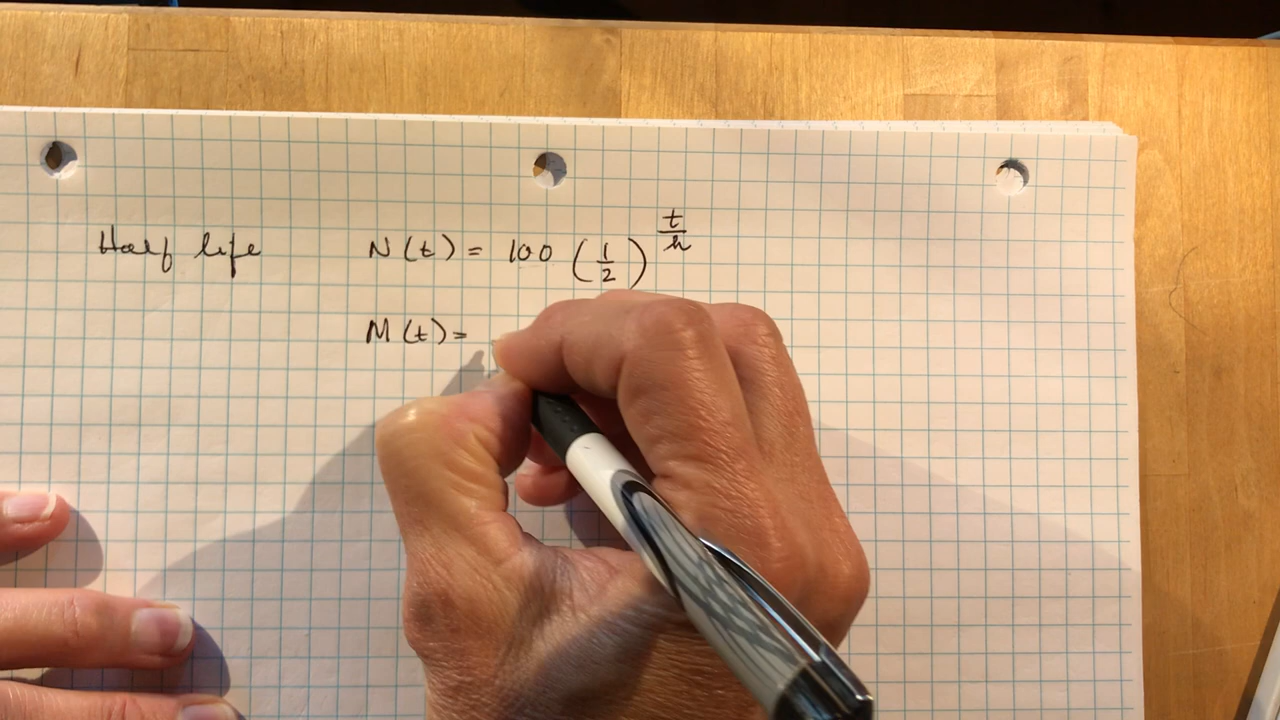 Half life N(t) = 100 (1/2)^(t/h)
M(t) =